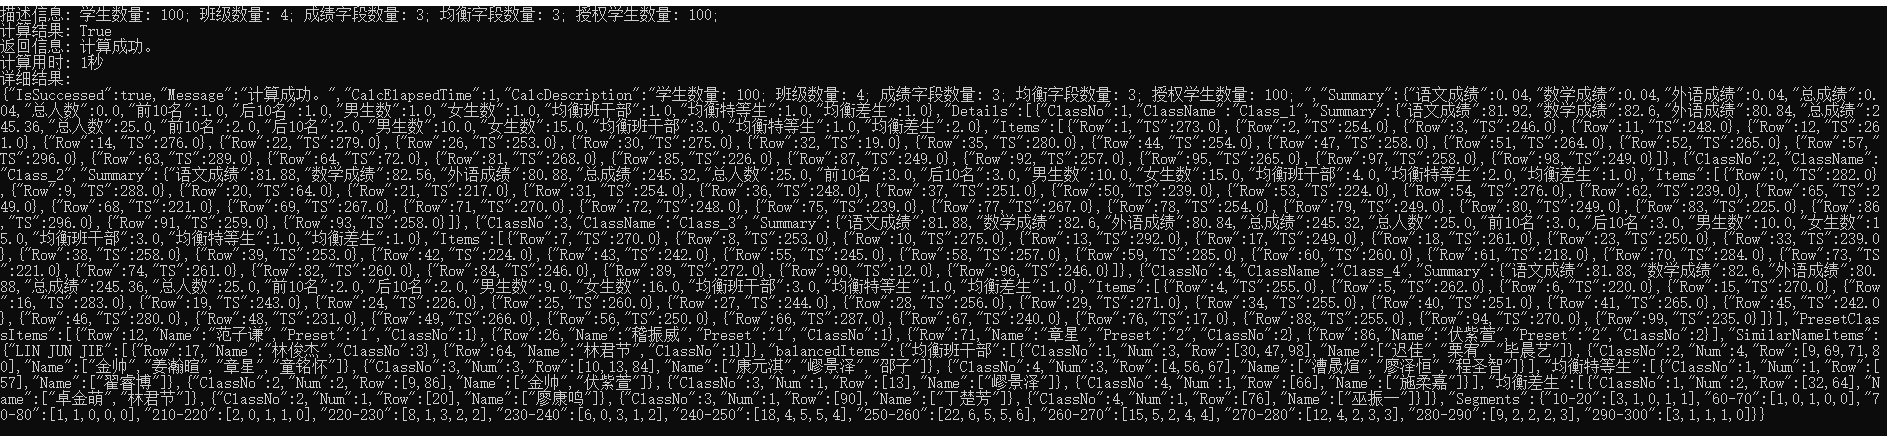 描述信息: 学生数量: 100; 班级数量: 4; 成绩字段数量: 3; 均衡字段数量: 3; 授权学生数量: 100;
计算结果: True
返回信息: 计算成功。
计算用时: 1秒
详细结果:
{"IsSuccessed":true,"Message":"计算成功。","CalcElapsedTime":1,"CalcDescription":"学生数量: 100; 班级数量: 4; 成绩字段数量: 3; 均衡字段数量: 3; 授权学生数量: 100; ","Summary":{"语文成绩":0.04,"数学成绩":0.04,"外语成绩":0.04,"总成绩":0.
04,"总人数":0.0,"前10名":1.0,"后10名":1.0,"男生数":1.0,"女生数":1.0,"均衡班干部":1.0,"均衡特等生":1.0,"均衡差生":1.0},"Details":[{"ClassNo":1,"ClassName":"Class_1","Summary":{"语文成绩":81.92,"数学成绩":82.6,"外语成绩":80.84,"总成绩":2
45.36,"总人数":25.0,"前10名":2.0,"后10名":2.0,"男生数":10.0,"女生数":15.0,"均衡班干部":3.0,"均衡特等生":1.0,"均衡差生":2.0},"Items":[{"Row":1,"TS":273.0},{"Row":2,"TS":254.0},{"Row":3,"TS":246.0},{"Row":11,"TS":248.0},{"Row":12,"TS":26
1.0},{"Row":14,"TS":276.0},{"Row":22,"TS":279.0},{"Row":26,"TS":253.0},{"Row":30,"TS":275.0},{"Row":32,"TS":19.0},{"Row":35,"TS":280.0},{"Row":44,"TS":254.0},{"Row":47,"TS":258.0},{"Row":51,"TS":264.0},{"Row":52,"TS":265.0},{"Row":57,"
TS":296.0},{"Row":63,"TS":289.0},{"Row":64,"TS":72.0},{"Row":81,"TS":268.0},{"Row":85,"TS":226.0},{"Row":87,"TS":249.0},{"Row":92,"TS":257.0},{"Row":95,"TS":265.0},{"Row":97,"TS":258.0},{"Row":98,"TS":249.0}]},{"ClassNo":2,"ClassName":
"Class_2","Summary":{"语文成绩":81.88,"数学成绩":82.56,"外语成绩":80.88,"总成绩":245.32,"总人数":25.0,"前10名":3.0,"后10名":3.0,"男生数":10.0,"女生数":15.0,"均衡班干部":4.0,"均衡特等生":2.0,"均衡差生":1.0},"Items":[{"Row":0,"TS":282.0}
,{"Row":9,"TS":288.0},{"Row":20,"TS":64.0},{"Row":21,"TS":217.0},{"Row":31,"TS":254.0},{"Row":36,"TS":248.0},{"Row":37,"TS":251.0},{"Row":50,"TS":239.0},{"Row":53,"TS":224.0},{"Row":54,"TS":276.0},{"Row":62,"TS":239.0},{"Row":65,"TS":2
49.0},{"Row":68,"TS":221.0},{"Row":69,"TS":267.0},{"Row":71,"TS":270.0},{"Row":72,"TS":248.0},{"Row":75,"TS":239.0},{"Row":77,"TS":267.0},{"Row":78,"TS":254.0},{"Row":79,"TS":249.0},{"Row":80,"TS":249.0},{"Row":83,"TS":225.0},{"Row":86
,"TS":296.0},{"Row":91,"TS":259.0},{"Row":93,"TS":258.0}]},{"ClassNo":3,"ClassName":"Class_3","Summary":{"语文成绩":81.88,"数学成绩":82.6,"外语成绩":80.84,"总成绩":245.32,"总人数":25.0,"前10名":3.0,"后10名":3.0,"男生数":10.0,"女生数":1
5.0,"均衡班干部":3.0,"均衡特等生":1.0,"均衡差生":1.0},"Items":[{"Row":7,"TS":270.0},{"Row":8,"TS":253.0},{"Row":10,"TS":275.0},{"Row":13,"TS":292.0},{"Row":17,"TS":249.0},{"Row":18,"TS":261.0},{"Row":23,"TS":250.0},{"Row":33,"TS":239.0
},{"Row":38,"TS":258.0},{"Row":39,"TS":253.0},{"Row":42,"TS":224.0},{"Row":43,"TS":242.0},{"Row":55,"TS":245.0},{"Row":58,"TS":257.0},{"Row":59,"TS":285.0},{"Row":60,"TS":260.0},{"Row":61,"TS":218.0},{"Row":70,"TS":284.0},{"Row":73,"TS
":221.0},{"Row":74,"TS":261.0},{"Row":82,"TS":260.0},{"Row":84,"TS":246.0},{"Row":89,"TS":272.0},{"Row":90,"TS":12.0},{"Row":96,"TS":246.0}]},{"ClassNo":4,"ClassName":"Class_4","Summary":{"语文成绩":81.88,"数学成绩":82.6,"外语成绩":80.
88,"总成绩":245.36,"总人数":25.0,"前10名":2.0,"后10名":2.0,"男生数":9.0,"女生数":16.0,"均衡班干部":3.0,"均衡特等生":1.0,"均衡差生":1.0},"Items":[{"Row":4,"TS":255.0},{"Row":5,"TS":262.0},{"Row":6,"TS":220.0},{"Row":15,"TS":270.0},{"Row
":16,"TS":283.0},{"Row":19,"TS":243.0},{"Row":24,"TS":226.0},{"Row":25,"TS":260.0},{"Row":27,"TS":244.0},{"Row":28,"TS":256.0},{"Row":29,"TS":271.0},{"Row":34,"TS":255.0},{"Row":40,"TS":251.0},{"Row":41,"TS":265.0},{"Row":45,"TS":242.0
},{"Row":46,"TS":280.0},{"Row":48,"TS":231.0},{"Row":49,"TS":266.0},{"Row":56,"TS":250.0},{"Row":66,"TS":287.0},{"Row":67,"TS":240.0},{"Row":76,"TS":17.0},{"Row":88,"TS":255.0},{"Row":94,"TS":270.0},{"Row":99,"TS":235.0}]}],"PresetClas
sItems":[{"Row":12,"Name":"范子谦","Preset":"1","ClassNo":1},{"Row":26,"Name":"嵇振威","Preset":"1","ClassNo":1},{"Row":71,"Name":"章星","Preset":"2","ClassNo":2},{"Row":86,"Name":"伏紫萱","Preset":"2","ClassNo":2}],"SimilarNameItems":
{"LIN JUN JIE":[{"Row":17,"Name":"林俊杰","ClassNo":3},{"Row":64,"Name":"林君节","ClassNo":1}]},"balancedItems":{"均衡班干部":[{"ClassNo":1,"Num":3,"Row":[30,47,98],"Name":["迟佳","栗宥","毕晨艺"]},{"ClassNo":2,"Num":4,"Row":[9,69,71,8
0],"Name":["金帅","姜瀚暄","章星","童铭怀"]},{"ClassNo":3,"Num":3,"Row":[10,13,84],"Name":["康元淇","嵺景泽","邵子"]},{"ClassNo":4,"Num":3,"Row":[4,56,67],"Name":["漕晟煊","廖泽恒","程圣智"]}],"均衡特等生":[{"ClassNo":1,"Num":1,"Row":[
57],"Name":["翟睿博"]},{"ClassNo":2,"Num":2,"Row":[9,86],"Name":["金帅","伏紫萱"]},{"ClassNo":3,"Num":1,"Row":[13],"Name":["嵺景泽"]},{"ClassNo":4,"Num":1,"Row":[66],"Name":["施柔嘉"]}],"均衡差生":[{"ClassNo":1,"Num":2,"Row":[32,64],"N
ame":["卓金萌","林君节"]},{"ClassNo":2,"Num":1,"Row":[20],"Name":["廖康鸣"]},{"ClassNo":3,"Num":1,"Row":[90],"Name":["丁楚芳"]},{"ClassNo":4,"Num":1,"Row":[76],"Name":["巫振一"]}]},"Segments":{"10-20":[3,1,0,1,1],"60-70":[1,0,1,0,0],"7
0-80":[1,1,0,0,0],"210-220":[2,0,1,1,0],"220-230":[8,1,3,2,2],"230-240":[6,0,3,1,2],"240-250":[18,4,5,5,4],"250-260":[22,6,5,5,6],"260-270":[15,5,2,4,4],"270-280":[12,4,2,3,3],"280-290":[9,2,2,2,3],"290-300":[3,1,1,1,0]}}